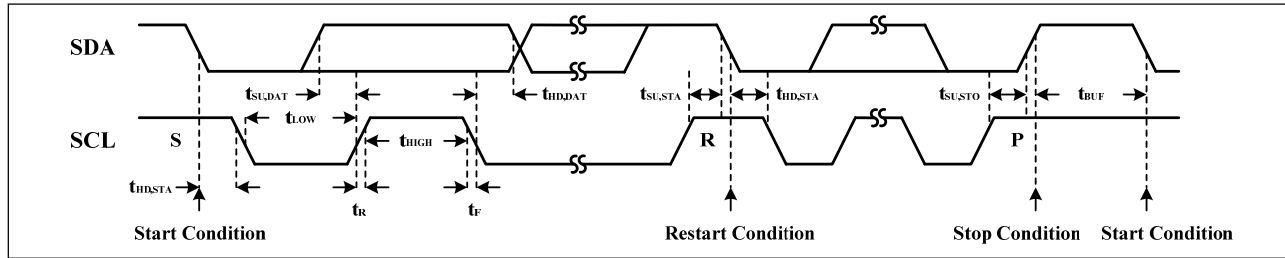 SDA
tSU,DAT
tHD,DAT
tSU,STA
tHD,STA
tSU,STO
tBUF
tLOW
SCL
S
tHIGH
R
P
tHD,STA
tR
tF
Start Condition
Restart Condition
Stop Condition
Start Condition